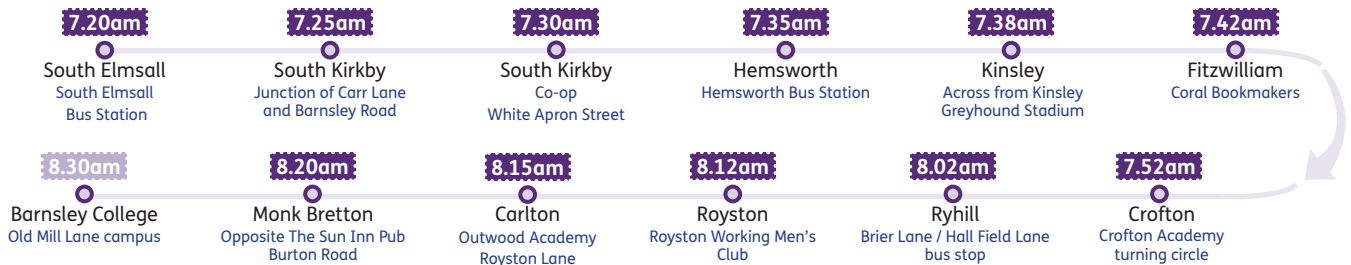 7.20am
South Elmsall
South Elmsall
Bus Station
7.25am
South Kirkby
Junction of Carr Lane
and Barnsley Road
7.30am
South Kirkby
Co-op
White Apron Street
7.35am
Hemsworth
Hemsworth Bus Station
7.38am
Kinsley
Across from Kinsley
Greyhound Stadium
7.42am
Fitzwilliam
Coral Bookmakers
7.52am
Crofton
Crofton Academy
turning circle
8.02am
Ryhill
Brier Lane / Hall Field Lane
bus stop
8.12am
Royston
Royston Working Men's
Club
8.15am
Carlton
Outwood Academy
Royston Lane
8.20am
Monk Bretton
Opposite The Sun Inn Pub
Burton Road
8.30am
Barnsley College
Old Mill Lane campus